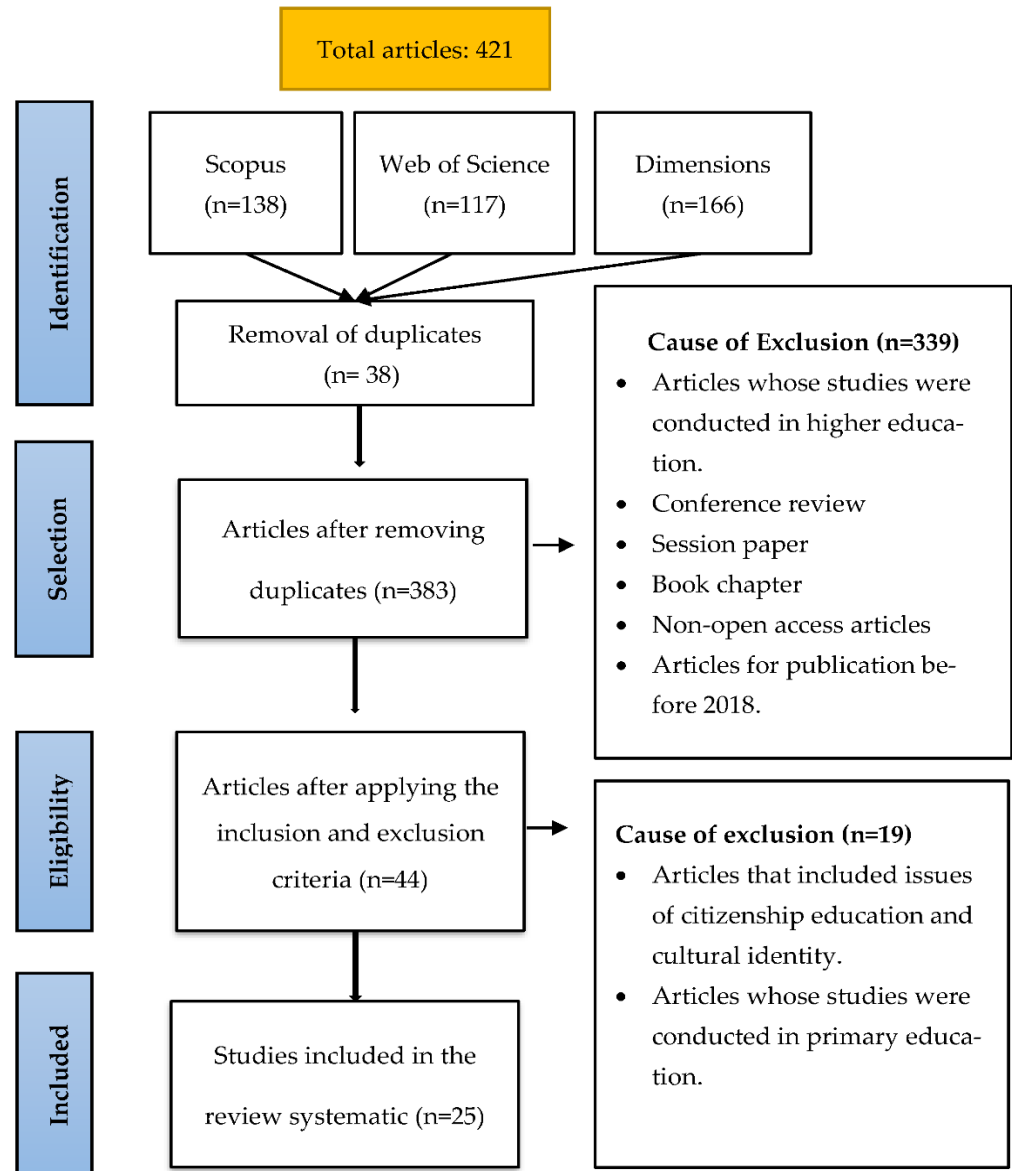 Total articles: 421
Identification
Scopus
(n=138)
Web of Science
(n=117)
Dimensions
(n=166)
Removal of duplicates
(n= 38)
Selection
Articles after removing
duplicates (n=383)
Cause of Exclusion (n=339)
• Articles whose studies were
conducted in higher educa-
tion.
• Conference review
• Session paper
• Book chapter
• Non-open access articles
• Articles for publication be-
fore 2018.
Eligibility
Articles after applying the
inclusion and exclusion
criteria (n=44)
Cause of exclusion (n=19)
• Articles that included issues
of citizenship education and
cultural identity.
• Articles whose studies were
conducted in primary educa-
tion.
Included
Studies included in the
review systematic (n=25)